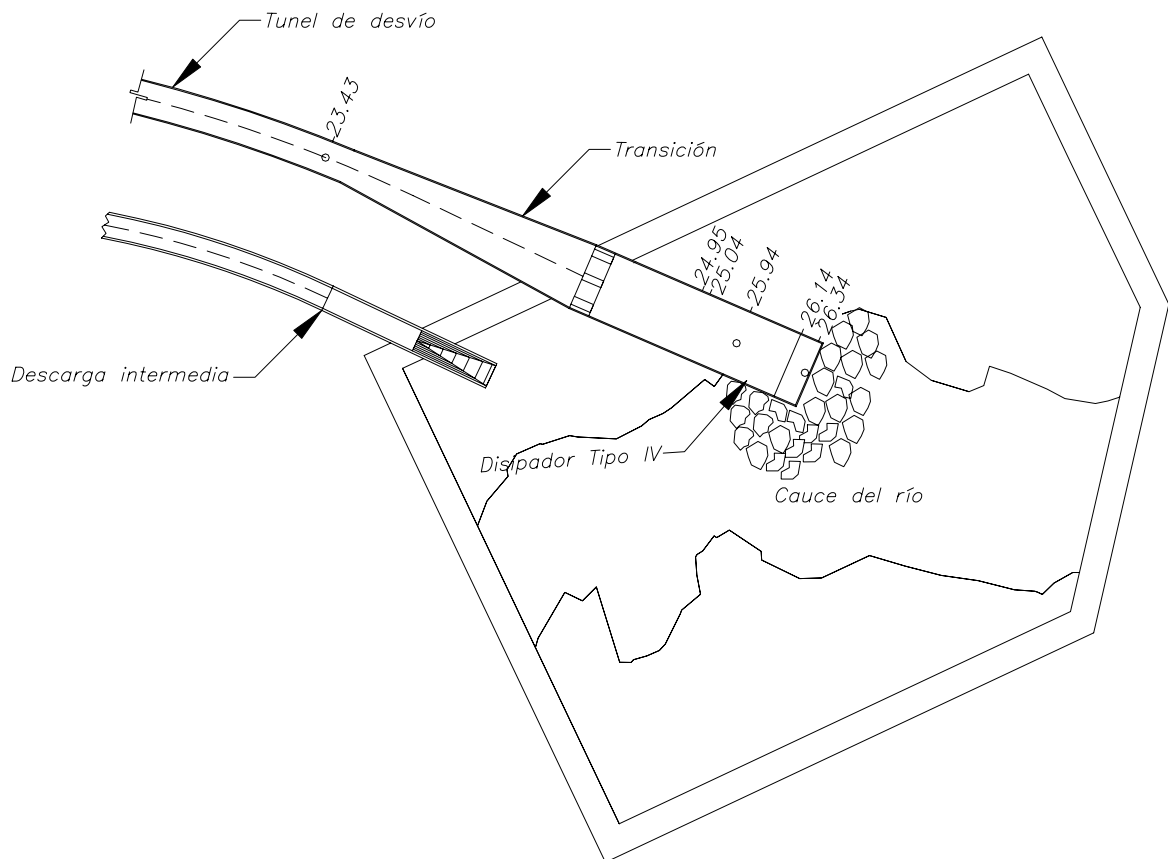 Tunel de desvío
23.43
Transición
24.95
25.04
25.94
26.14
26.34
Descarga intermedia
Disipador Tipo IV
Cauce del río